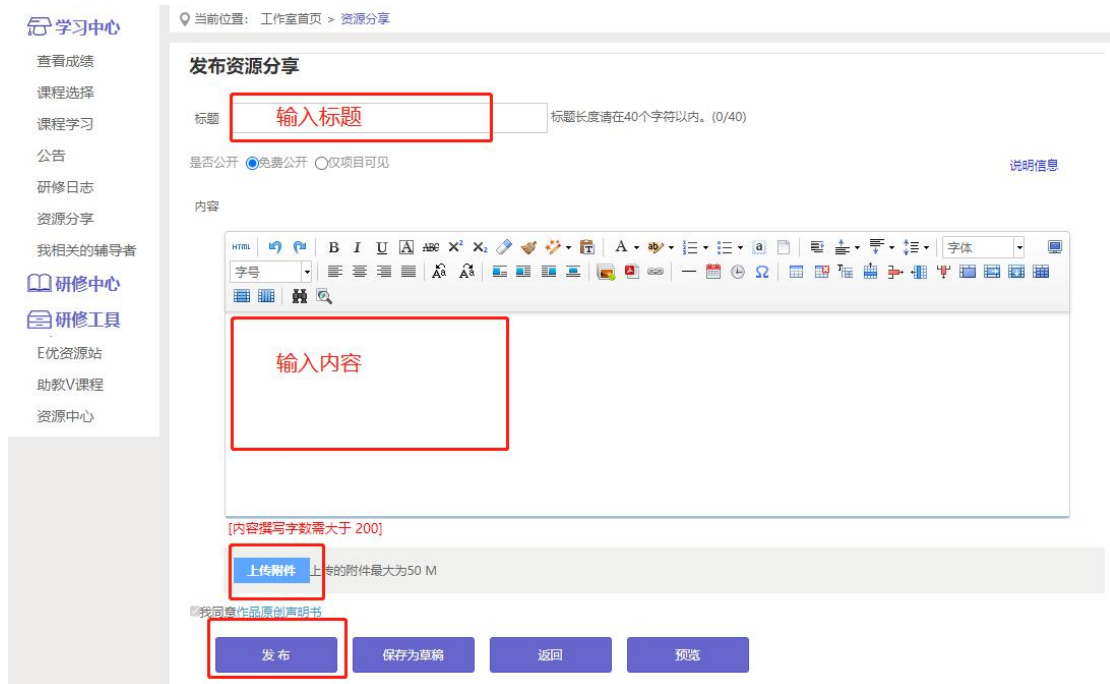 学习中心
查看成绩
课程选择
课程学习
公告
研修日志
资源分享
我相关的辅导者
研修中心
研修工具
E优资源站
助教V课程
资源中心
当前位置: 工作室首页 > 资源分享
发布资源分享
标题 输入标题 标题长度请在40个字符以内。(0/40)
是否公开 免费公开 仅项目可见
说明信息
内容
HTML B I U A ABC X² X₂ A a 字体
字号
输入内容
[内容撰写字数需大于 200]
上传附件 上传的附件最大为50 M
我同意作品原创声明书
发布 保存为草稿 返回 预览